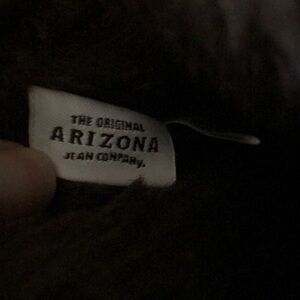 THE ORIGINAL
ARIZONA
JEAN COMPANY.